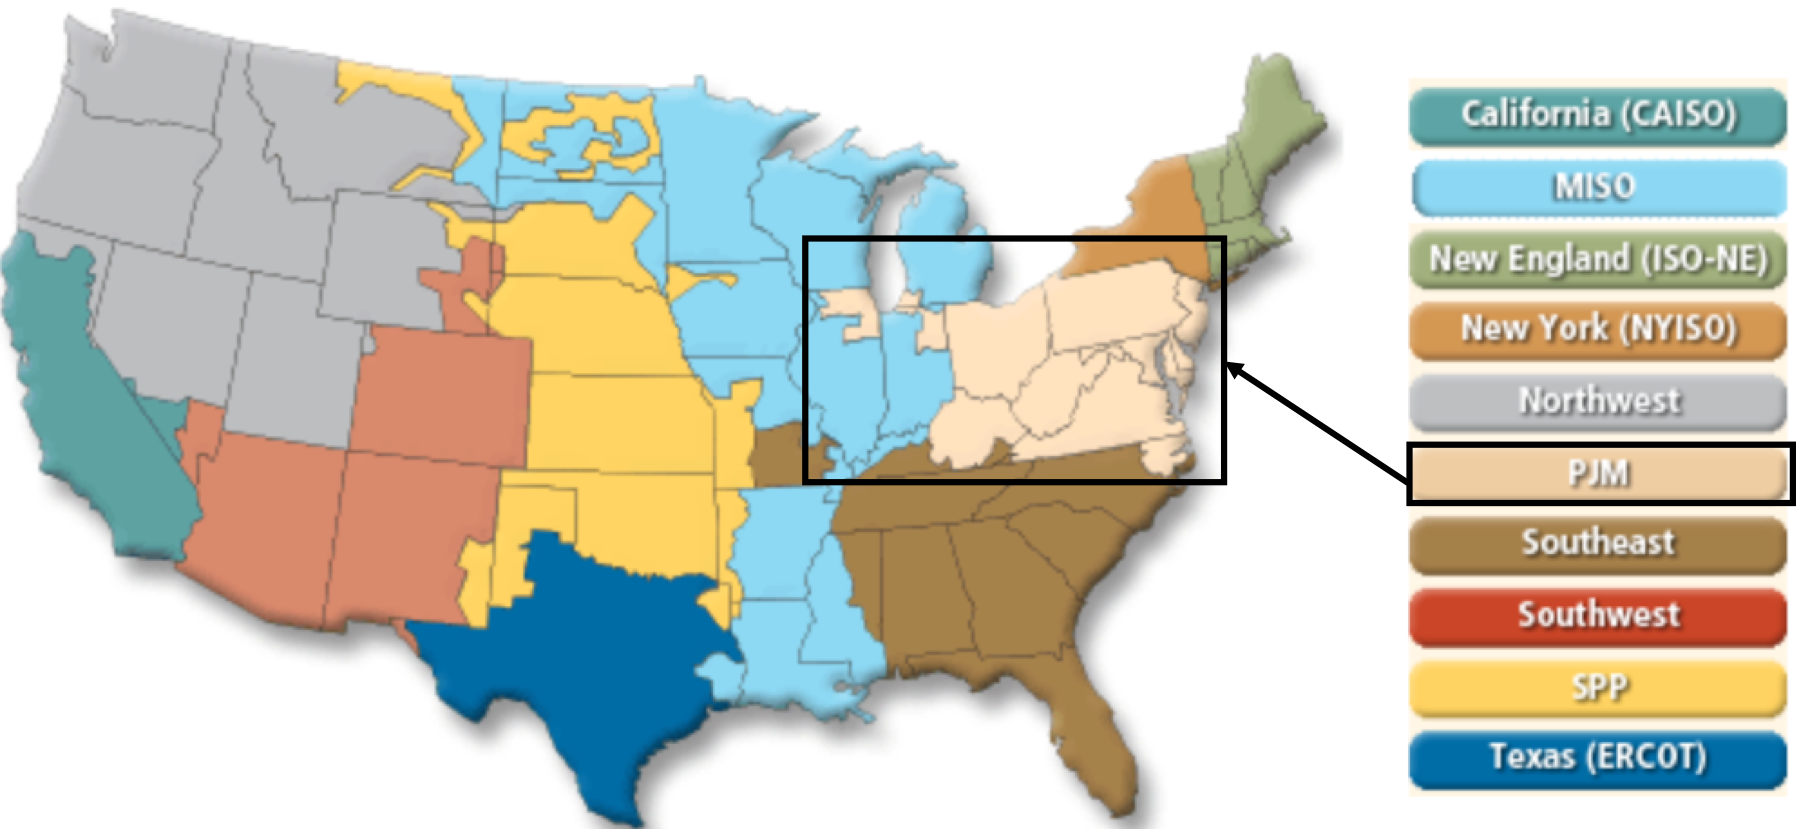 California (CAISO)
MISO
New England (ISO-NE)
New York (NYISO)
Northwest
PJM
Southeast
Southwest
SPP
Texas (ERCOT)